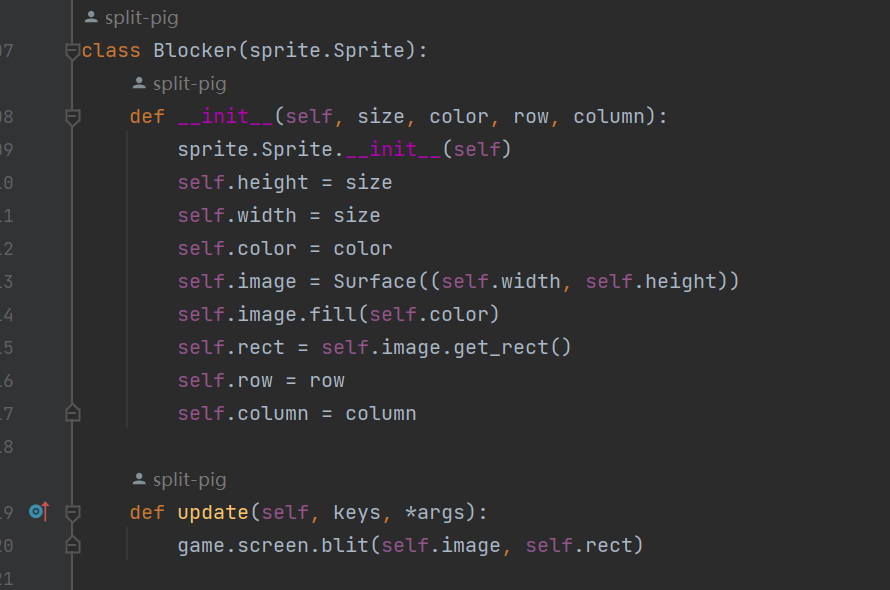 split-pig
7 class Blocker(sprite.Sprite):
split-pig
8 def __init__(self, size, color, row, column):
9 sprite.Sprite.__init__(self)
10 self.height = size
11 self.width = size
12 self.color = color
13 self.image = Surface((self.width, self.height))
14 self.image.fill(self.color)
15 self.rect = self.image.get_rect()
16 self.row = row
17 self.column = column
18
split-pig
19 def update(self, keys, *args):
20 game.screen.blit(self.image, self.rect)
21